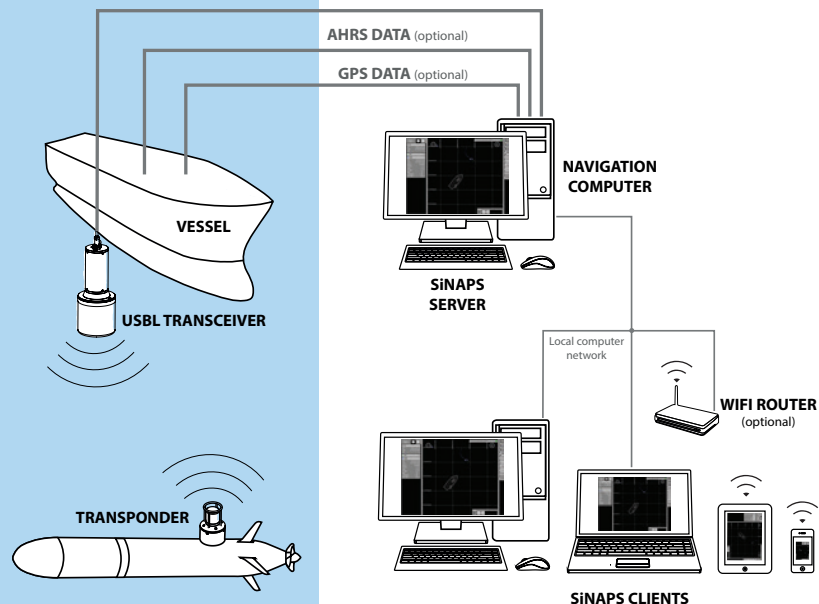 AHRS DATA (optional)
GPS DATA (optional)
NAVIGATION
COMPUTER
VESSEL
SiNAPS
SERVER
USBL TRANSCEIVER
Local computer
network
WIFI ROUTER
(optional)
TRANSPONDER
SiNAPS CLIENTS